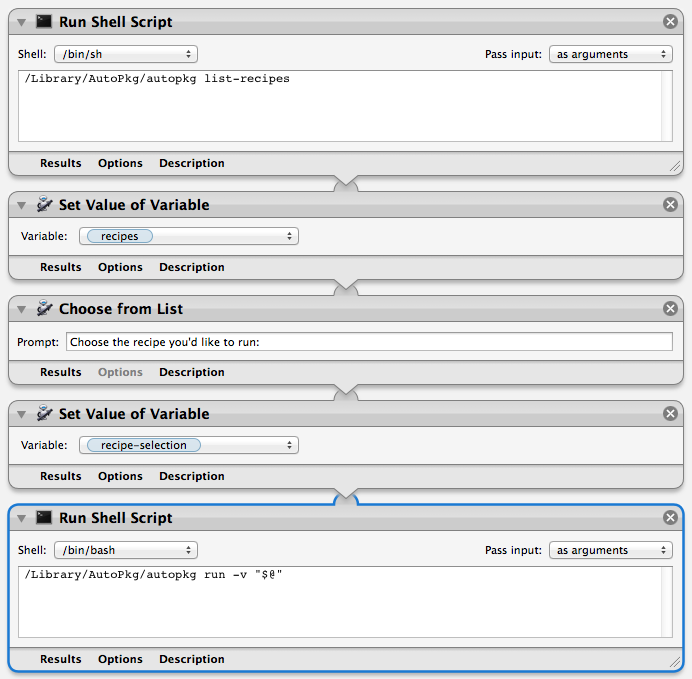 Run Shell Script
Shell: /bin/sh Pass input: as arguments
/Library/AutoPkg/autopkg list-recipes
Results Options Description
Set Value of Variable
Variable: recipes
Results Options Description
Choose from List
Prompt: Choose the recipe you'd like to run:
Results Options Description
Set Value of Variable
Variable: recipe-selection
Results Options Description
Run Shell Script
Shell: /bin/bash Pass input: as arguments
/Library/AutoPkg/autopkg run -v "$@"
Results Options Description